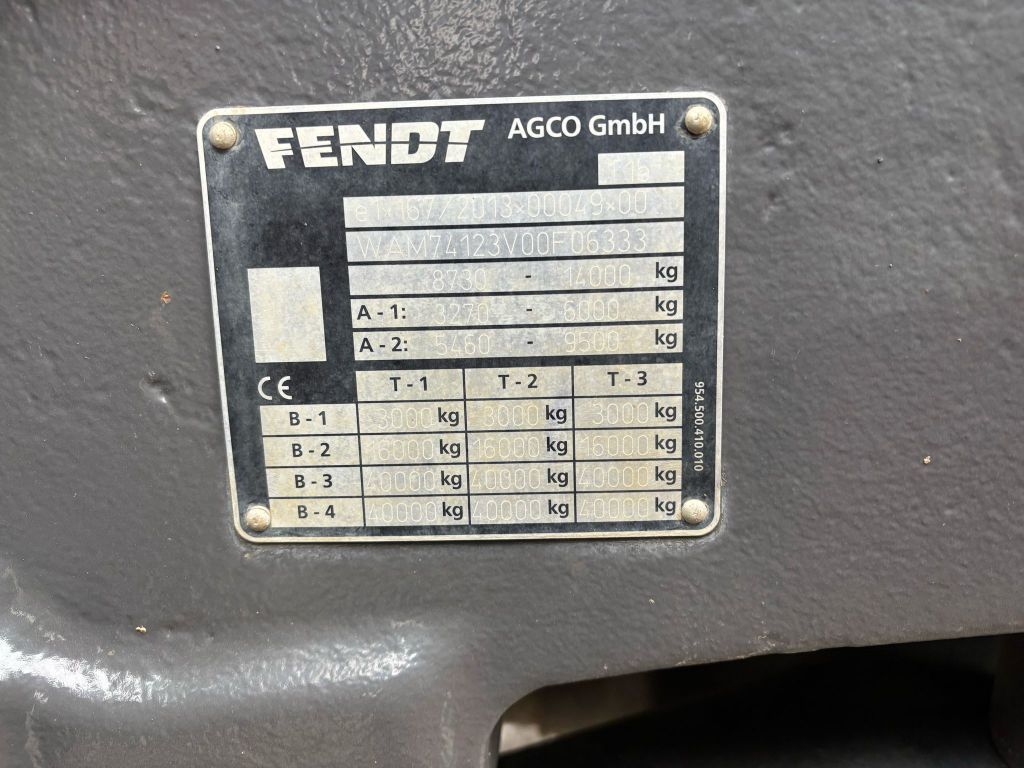 FENDT AGCO GmbH
T1a
e1*167/2013*00049*00
WAM74123V00F06333
8730 - 14000 kg
A - 1: 3270 - 6000 kg
A - 2: 5460 - 9500 kg
CE
T - 1 T - 2 T - 3
B - 1 3000 kg 3000 kg 3000 kg
B - 2 16000 kg 16000 kg 16000 kg
B - 3 40000 kg 40000 kg 40000 kg
B - 4 40000 kg 40000 kg 40000 kg
954.500.410.010